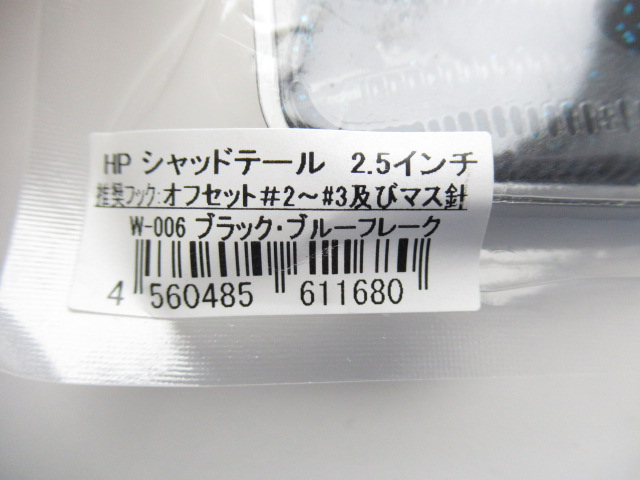 HP シャッドテール 2.5インチ
推奨フック:オフセット#2～#3及びマス針
W-006 ブラック・ブルーフレーク
4 560485 611680